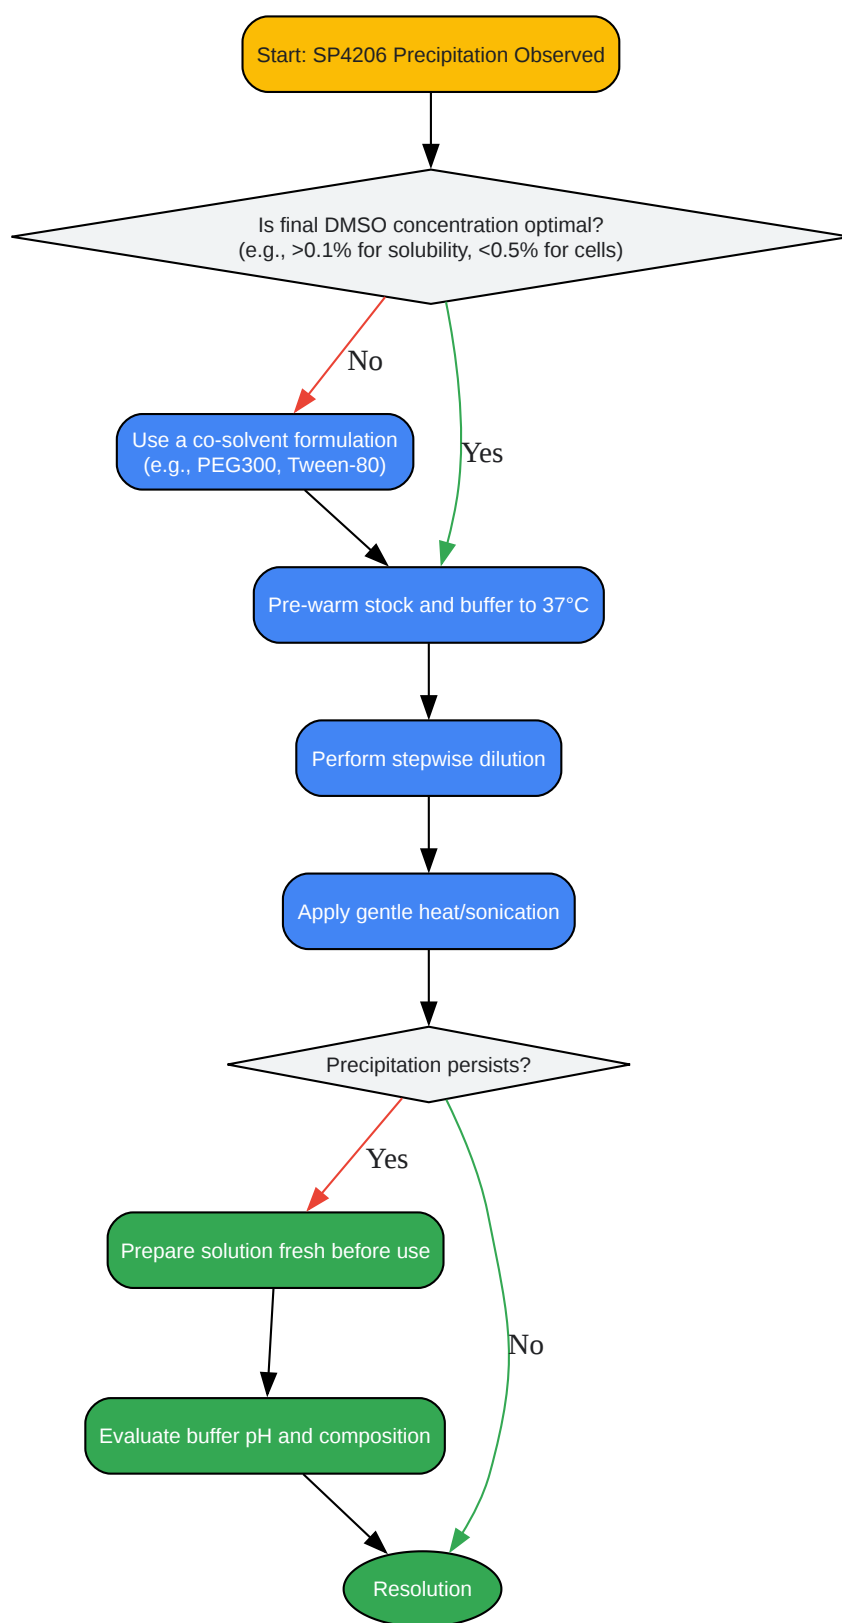 Start: SP4206 Precipitation Observed
Is final DMSO concentration optimal?
(e.g., >0.1% for solubility, <0.5% for cells)
No
Use a co-solvent formulation
(e.g., PEG300, Tween-80)
Yes
Pre-warm stock and buffer to 37°C
Perform stepwise dilution
Apply gentle heat/sonication
Precipitation persists?
Yes
Prepare solution fresh before use
No
Evaluate buffer pH and composition
Resolution